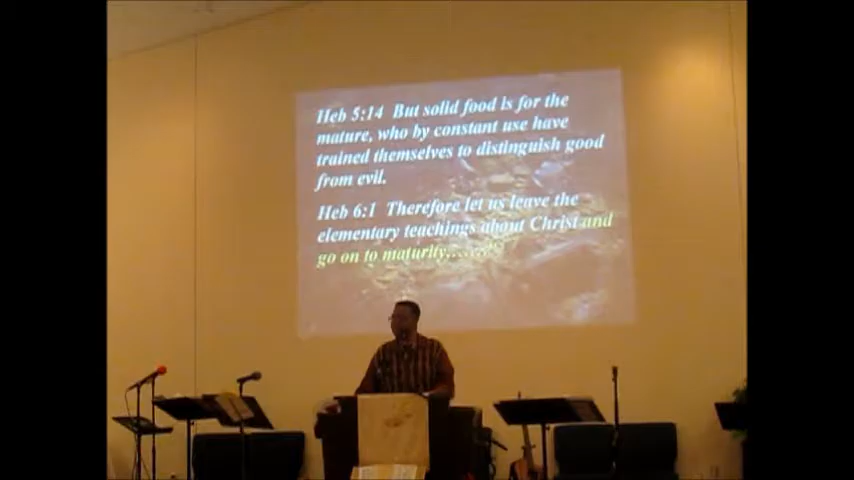 Heb 5:14 But solid food is for the
mature, who by constant use have
trained themselves to distinguish good
from evil.
Heb 6:1 Therefore let us leave the
elementary teachings about Christ and
go on to maturity,......"